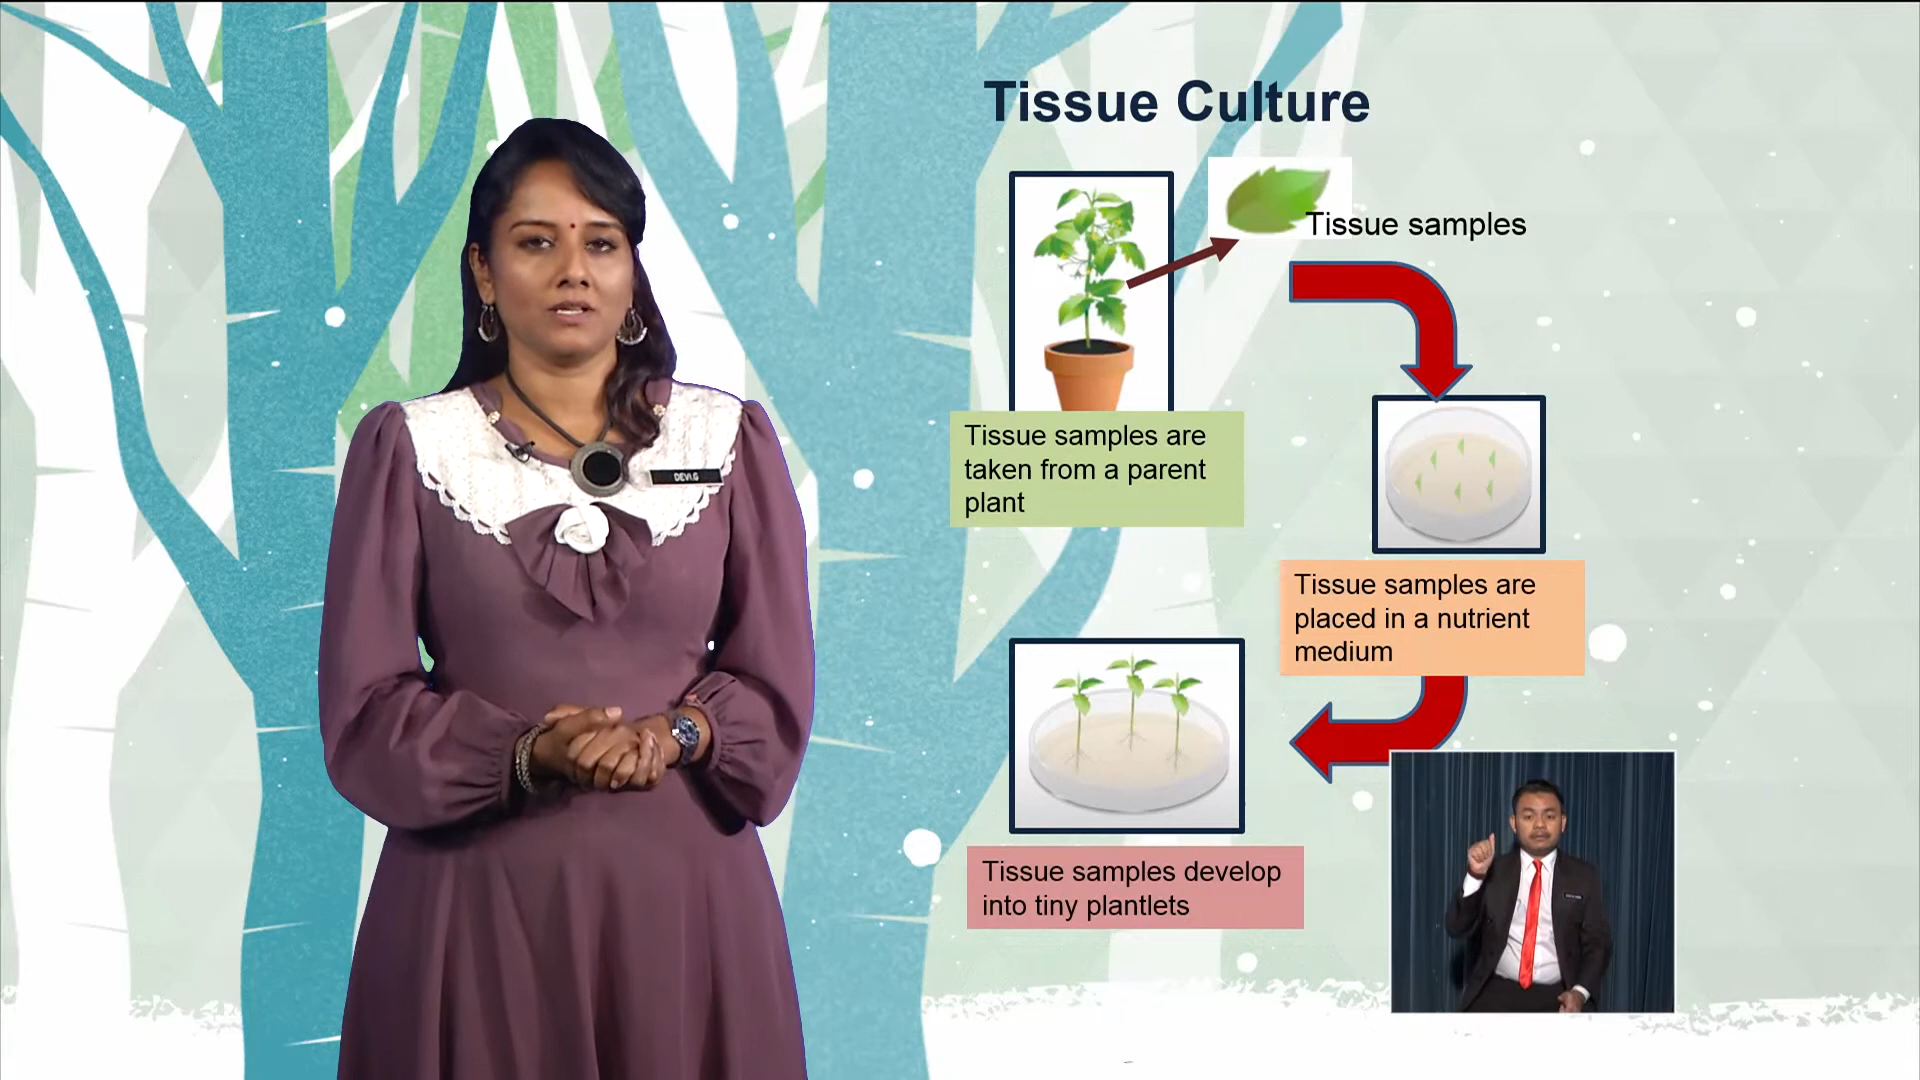 Tissue Culture
Tissue samples
Tissue samples are
taken from a parent
plant
Tissue samples are
placed in a nutrient
medium
Tissue samples develop
into tiny plantlets
DEVI.G